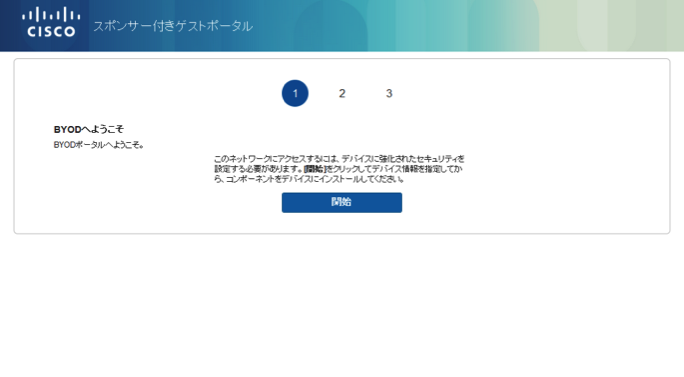 CISCO
スポンサー付きゲストポータル
1 2 3
BYODへようこそ
BYODポータルへようこそ。
このネットワークにアクセスするには、デバイスに強化されたセキュリティを
設定する必要があります。[開始]をクリックしてデバイス情報を指定してか
ら、コンポーネントをデバイスにインストールしてください。
開始